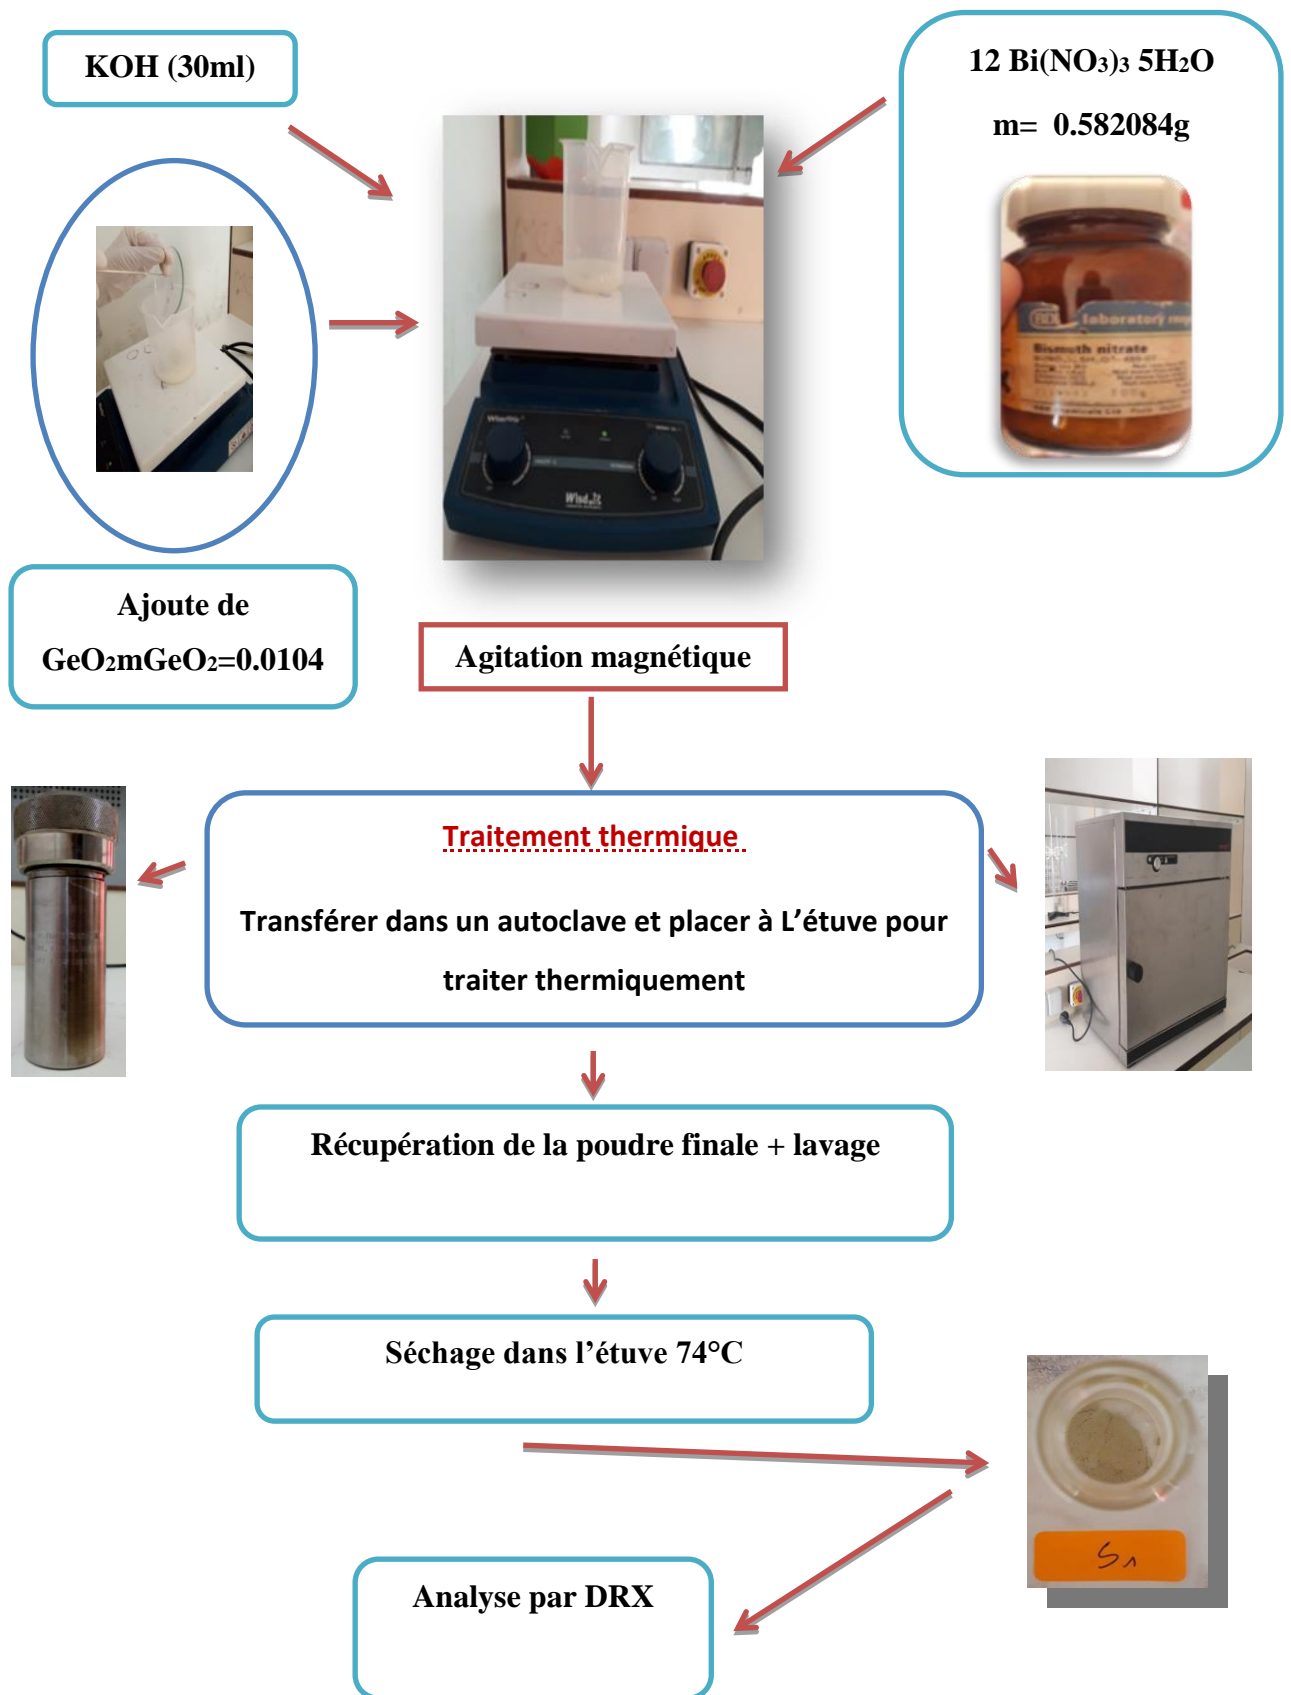 KOH (30ml)
12 Bi(NO₃)₃ 5H₂O
m= 0.582084g
laboratory
Bismuth nitrate
Ajoute de
GeO₂mGeO₂=0.0104
Agitation magnétique
Traitement thermique
Transférer dans un autoclave et placer à L’étuve pour
traiter thermiquement
Récupération de la poudre finale + lavage
Séchage dans l’étuve 74°C
S1
Analyse par DRX